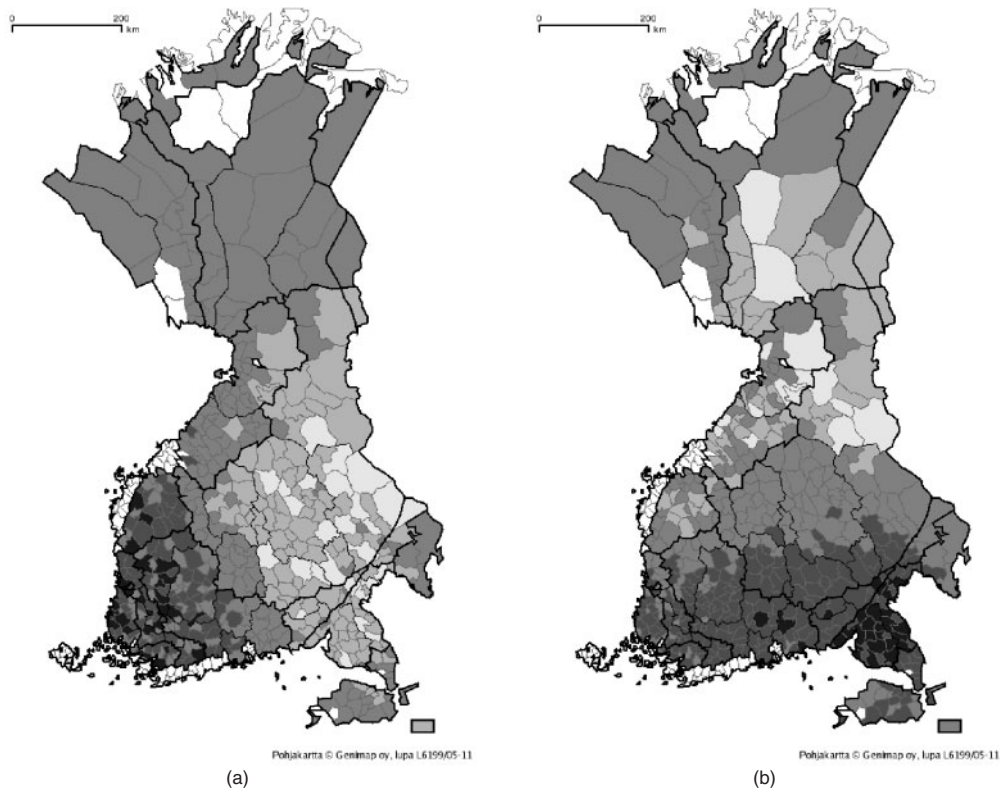 0 200
km
0 200
km
Pohjakartta © Genimap oy, lupa L6199/05-11
Pohjakartta © Genimap oy, lupa L6199/05-11
(a)
(b)